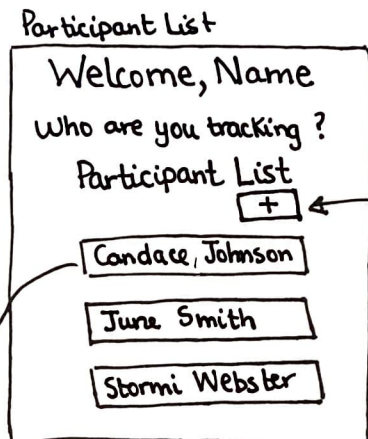 Participant List
Welcome, Name
Who are you tracking ?
Participant List
+
Candace, Johnson
June Smith
Stormi Webster